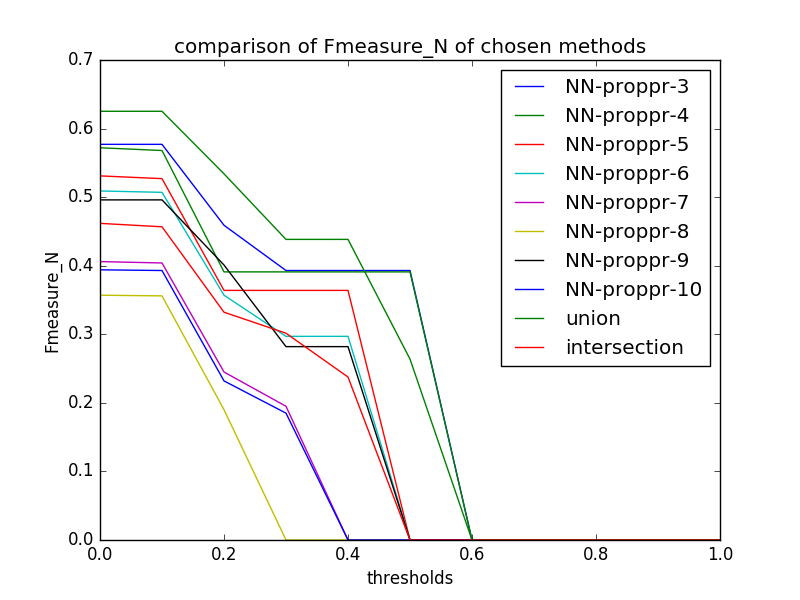 comparison of Fmeasure_N of chosen methods
0.7
0.6
0.5
0.4
0.3
0.2
0.1
0.0
Fmeasure_N
NN-proppr-3
NN-proppr-4
NN-proppr-5
NN-proppr-6
NN-proppr-7
NN-proppr-8
NN-proppr-9
NN-proppr-10
union
intersection
0.0 0.2 0.4 0.6 0.8 1.0
thresholds